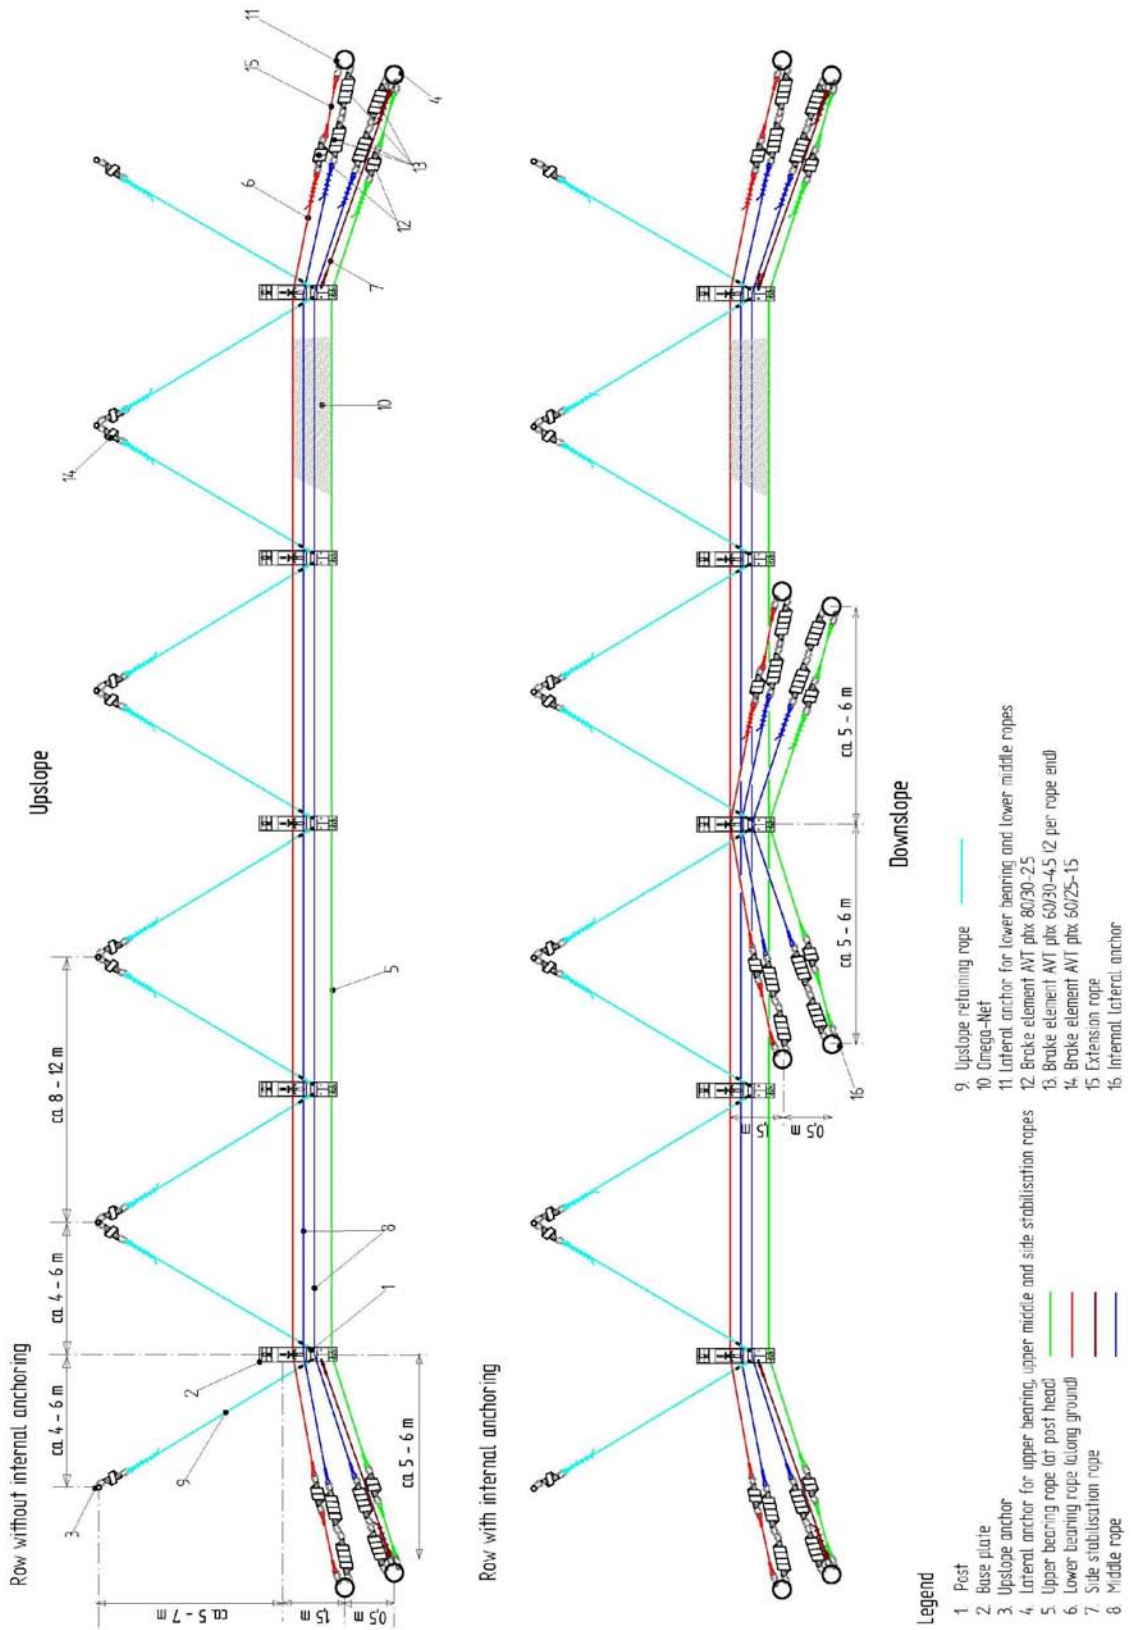 Upslope
Row without internal anchoring
ca 4 - 6 m
ca 4 - 6 m
ca 8 - 12 m
ca 5 - 7 m
1,5 m
0,5 m
ca 5 - 6 m
3
9
2
1
8
5
14
10
6
7
15
11
12
13
4
Row with internal anchoring
1,5 m
0,5 m
ca 5 - 6 m
ca 5 - 6 m
16
Downslope
Legend
1. Post
2. Base plate
3. Upslope anchor
4. Lateral anchor for upper bearing, upper middle and side stabilisation ropes
5. Upper bearing rope (at post head)
6. Lower bearing rope (along ground)
7. Side stabilisation rope
8. Middle rope
9. Upslope retaining rope
10. Omega-Net
11. Lateral anchor for lower bearing and lower middle ropes
12. Brake element AVT phx 80/30-2.5
13. Brake element AVT phx 60/30-4.5 (2 per rope end)
14. Brake element AVT phx 60/25-1.5
15. Extension rope
16. Internal lateral anchor